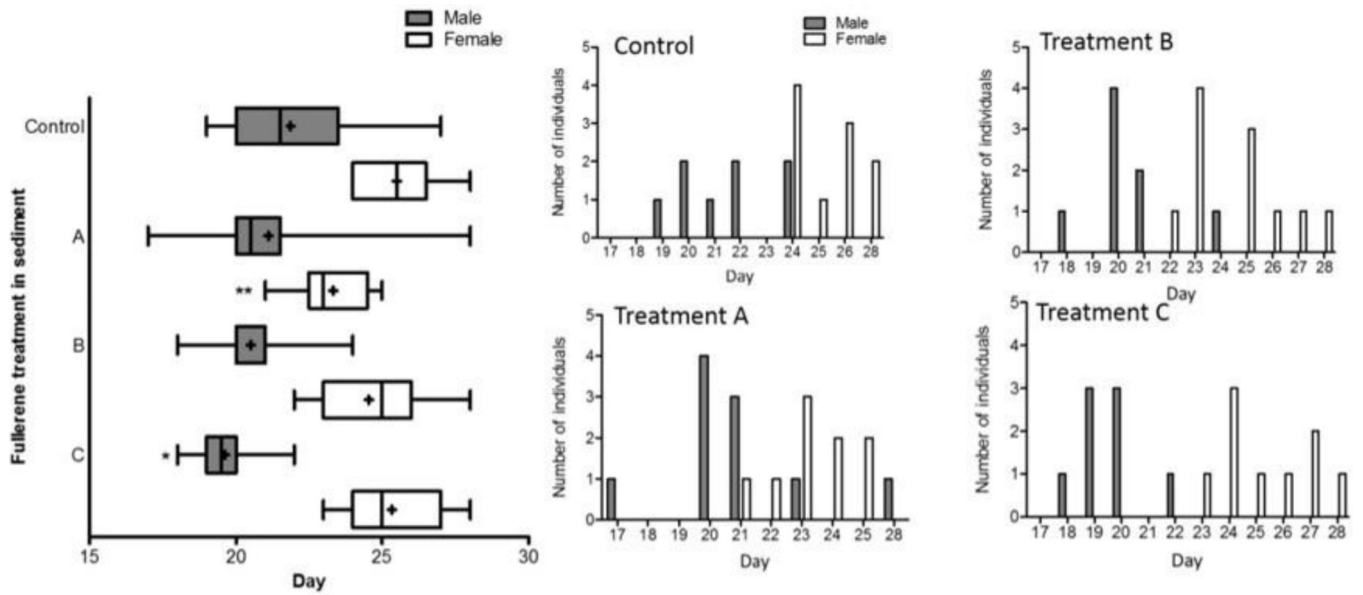 Male
Female
Control
A
**
B
C
*
15 20 25 30
Day
Fullerene treatment in sediment
Male
Female
Control
5
4
3
2
1
0
Number of individuals
17 18 19 20 21 22 23 24 25 26 28
Day
Treatment B
5
4
3
2
1
0
Number of individuals
17 18 19 20 21 22 23 24 25 26 27 28
Day
Treatment A
5
4
3
2
1
0
Number of individuals
17 18 19 20 21 22 23 24 25 28
Day
Treatment C
5
4
3
2
1
0
Number of individuals
17 18 19 20 21 22 23 24 25 26 27 28
Day